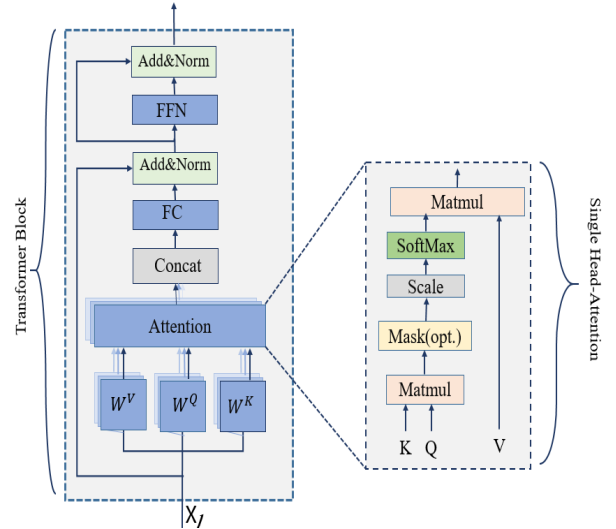 Transformer Block
Add&Norm
FFN
Add&Norm
FC
Concat
Attention
W^V W^Q W^K
Matmul
SoftMax
Scale
Mask(opt.)
Matmul
K Q V
Single Head-Attention